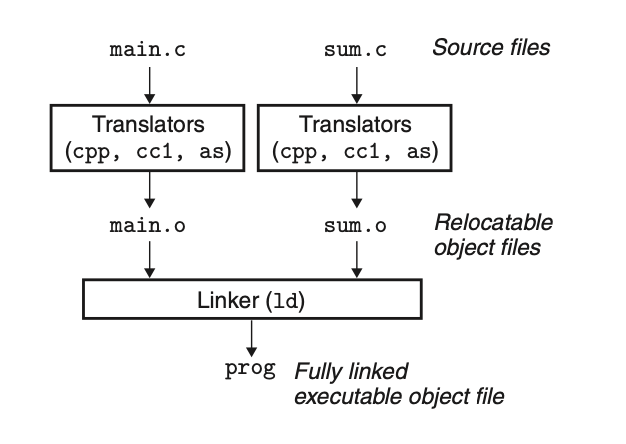 main.c
sum.c
Source files
Translators
(cpp, cc1, as)
Translators
(cpp, cc1, as)
main.o
sum.o
Relocatable
object files
Linker (ld)
prog
Fully linked
executable object file